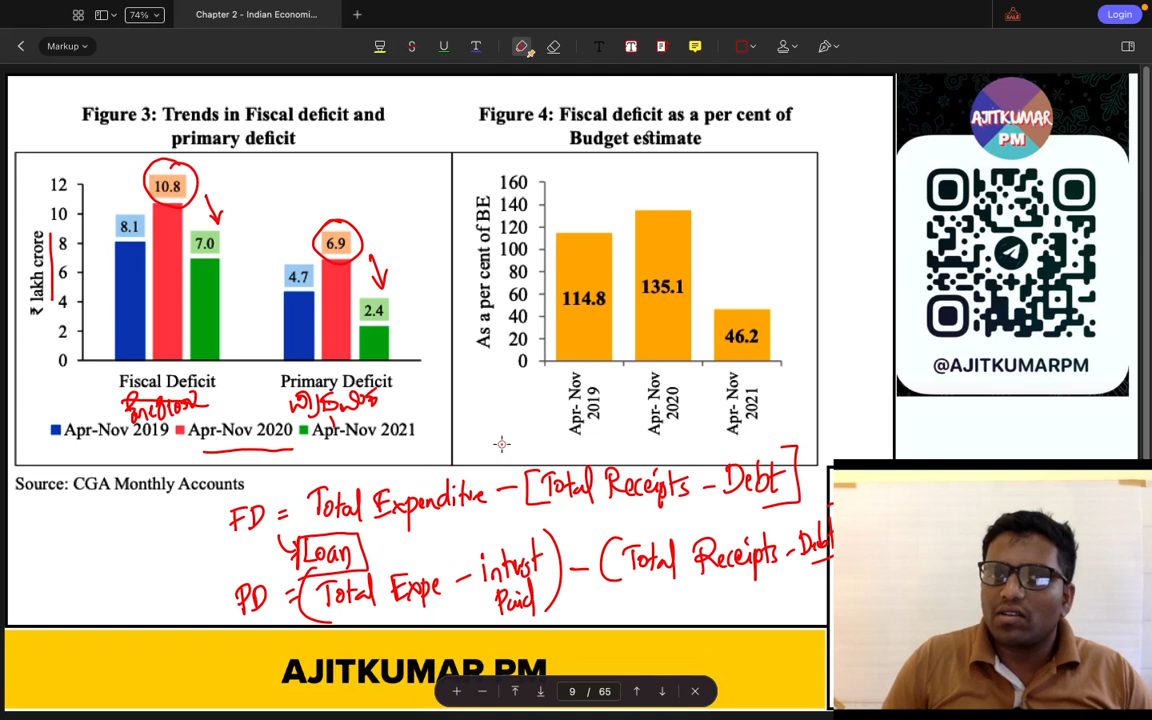 74%
Chapter 2 - Indian Economi...
SALE
Login
Markup
Figure 3: Trends in Fiscal deficit and
primary deficit
₹ lakh crore
12
10
8
6
4
2
0
8.1
10.8
7.0
4.7
6.9
2.4
Fiscal Deficit
Primary Deficit
Apr-Nov 2019 Apr-Nov 2020 Apr-Nov 2021
Source: CGA Monthly Accounts
Figure 4: Fiscal deficit as a per cent of
Budget estimate
As a per cent of BE
160
140
120
100
80
60
40
20
0
114.8
135.1
46.2
Apr- Nov
2019
Apr- Nov
2020
Apr- Nov
2021
FD = Total Expenditure - [Total Receipts - Debt]
Loan
PD = (Total Expe - intrest Paid) - (Total Receipts - Debt
AJITKUMAR
PM
@AJITKUMARPM
AJITKUMAR PM
9 / 65